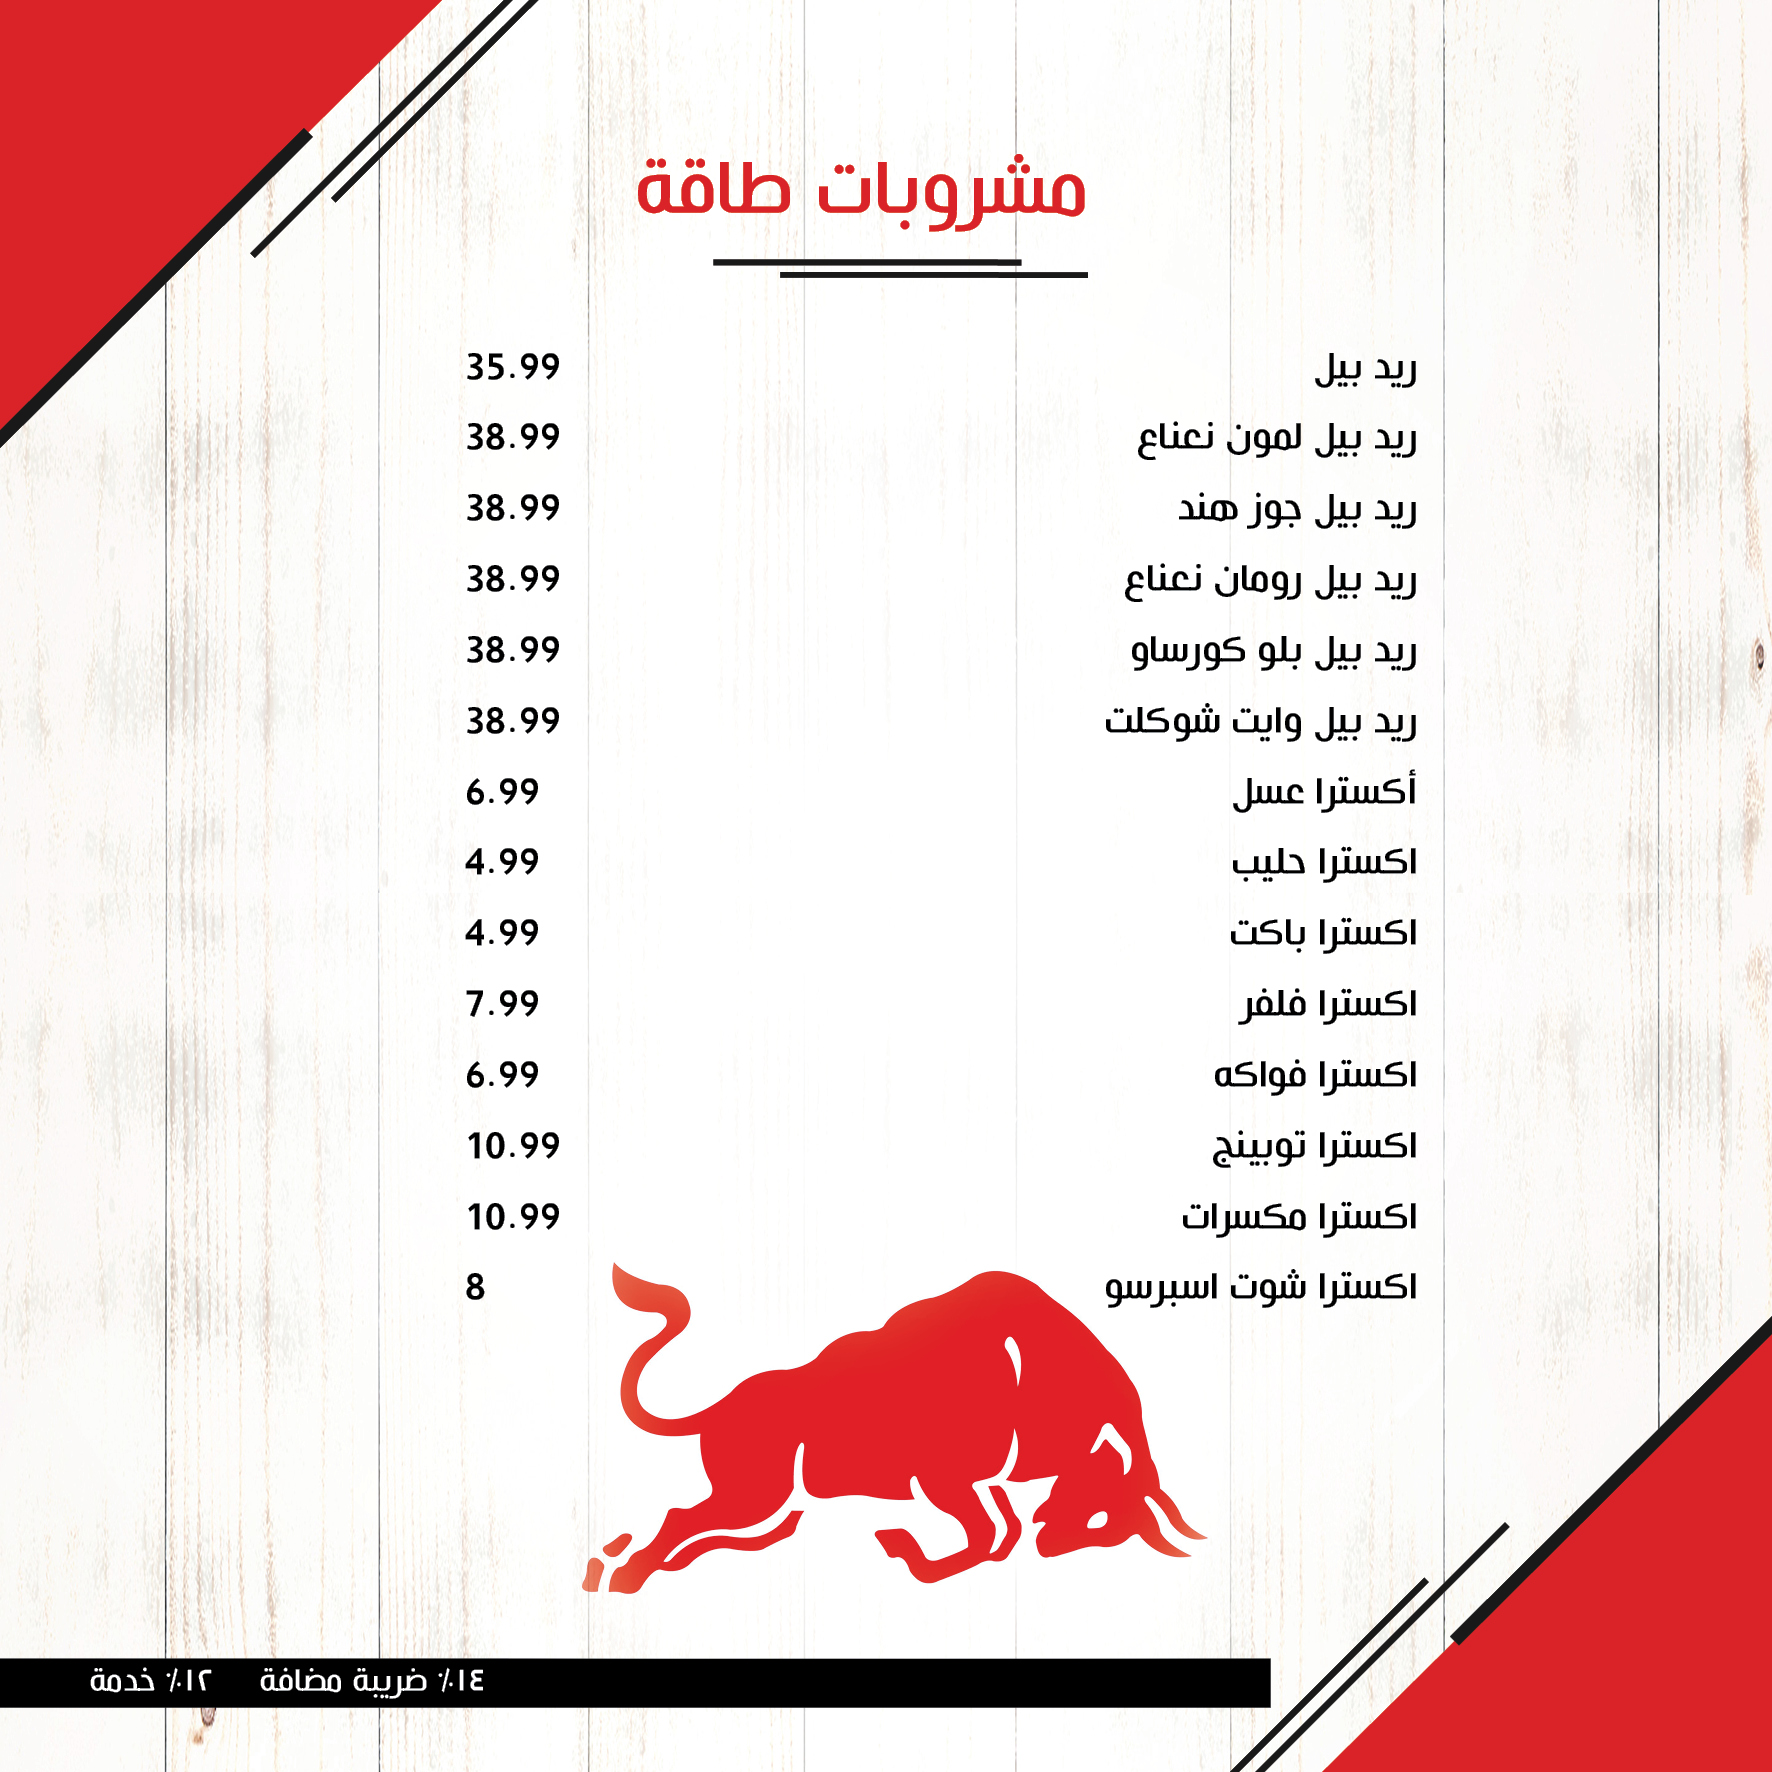 مشروبات طاقة
ريد بيل 35.99
ريد بيل لمون نعناع 38.99
ريد بيل جوز هند 38.99
ريد بيل رومان نعناع 38.99
ريد بيل بلو كورساو 38.99
ريد بيل وايت شوكلت 38.99
أكسترا عسل 6.99
اكسترا حليب 4.99
اكسترا باكت 4.99
اكسترا فلفر 7.99
اكسترا فواكه 6.99
اكسترا توبينج 10.99
اكسترا مكسرات 10.99
اكسترا شوت اسبرسو 8
١٤٪ ضريبة مضافة ١٢٪ خدمة